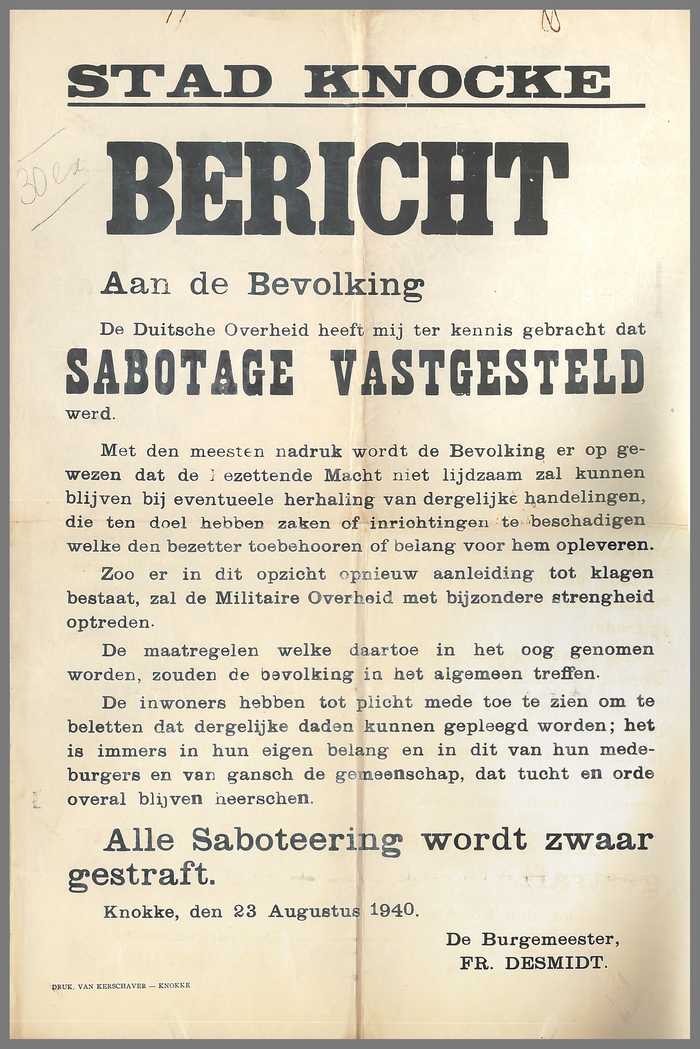 STAD KNOCKE
30 ex
BERICHT
Aan de Bevolking
De Duitsche Overheid heeft mij ter kennis gebracht dat
SABOTAGE VASTGESTELD
werd.
Met den meesten nadruk wordt de Bevolking er op ge-
wezen dat de ezettende Macht niet lijdzaam zal kunnen
blijven bij eventueele herhaling van dergelijke handelingen,
die ten doel hebben zaken of inrichtingen te beschadigen
welke den bezetter toebehooren of belang voor hem opleveren.
Zoo er in dit opzicht opnieuw aanleiding tot klagen
bestaat, zal de Militaire Overheid met bijzondere strengheid
optreden.
De maatregelen welke daartoe in het oog genomen
worden, zouden de bevolking in het algemeen treffen.
De inwoners hebben tot plicht mede toe te zien om te
beletten dat dergelijke daden kunnen gepleegd worden; het
is immers in hun eigen belang en in dit van hun mede-
burgers en van gansch de gemeenschap, dat tucht en orde
overal blijven heerschen.
Alle Saboteering wordt zwaar
gestraft.
Knokke, den 23 Augustus 1940.
De Burgemeester,
FR. DESMIDT.
DRUK. VAN KERSCHAVER — KNOKKE